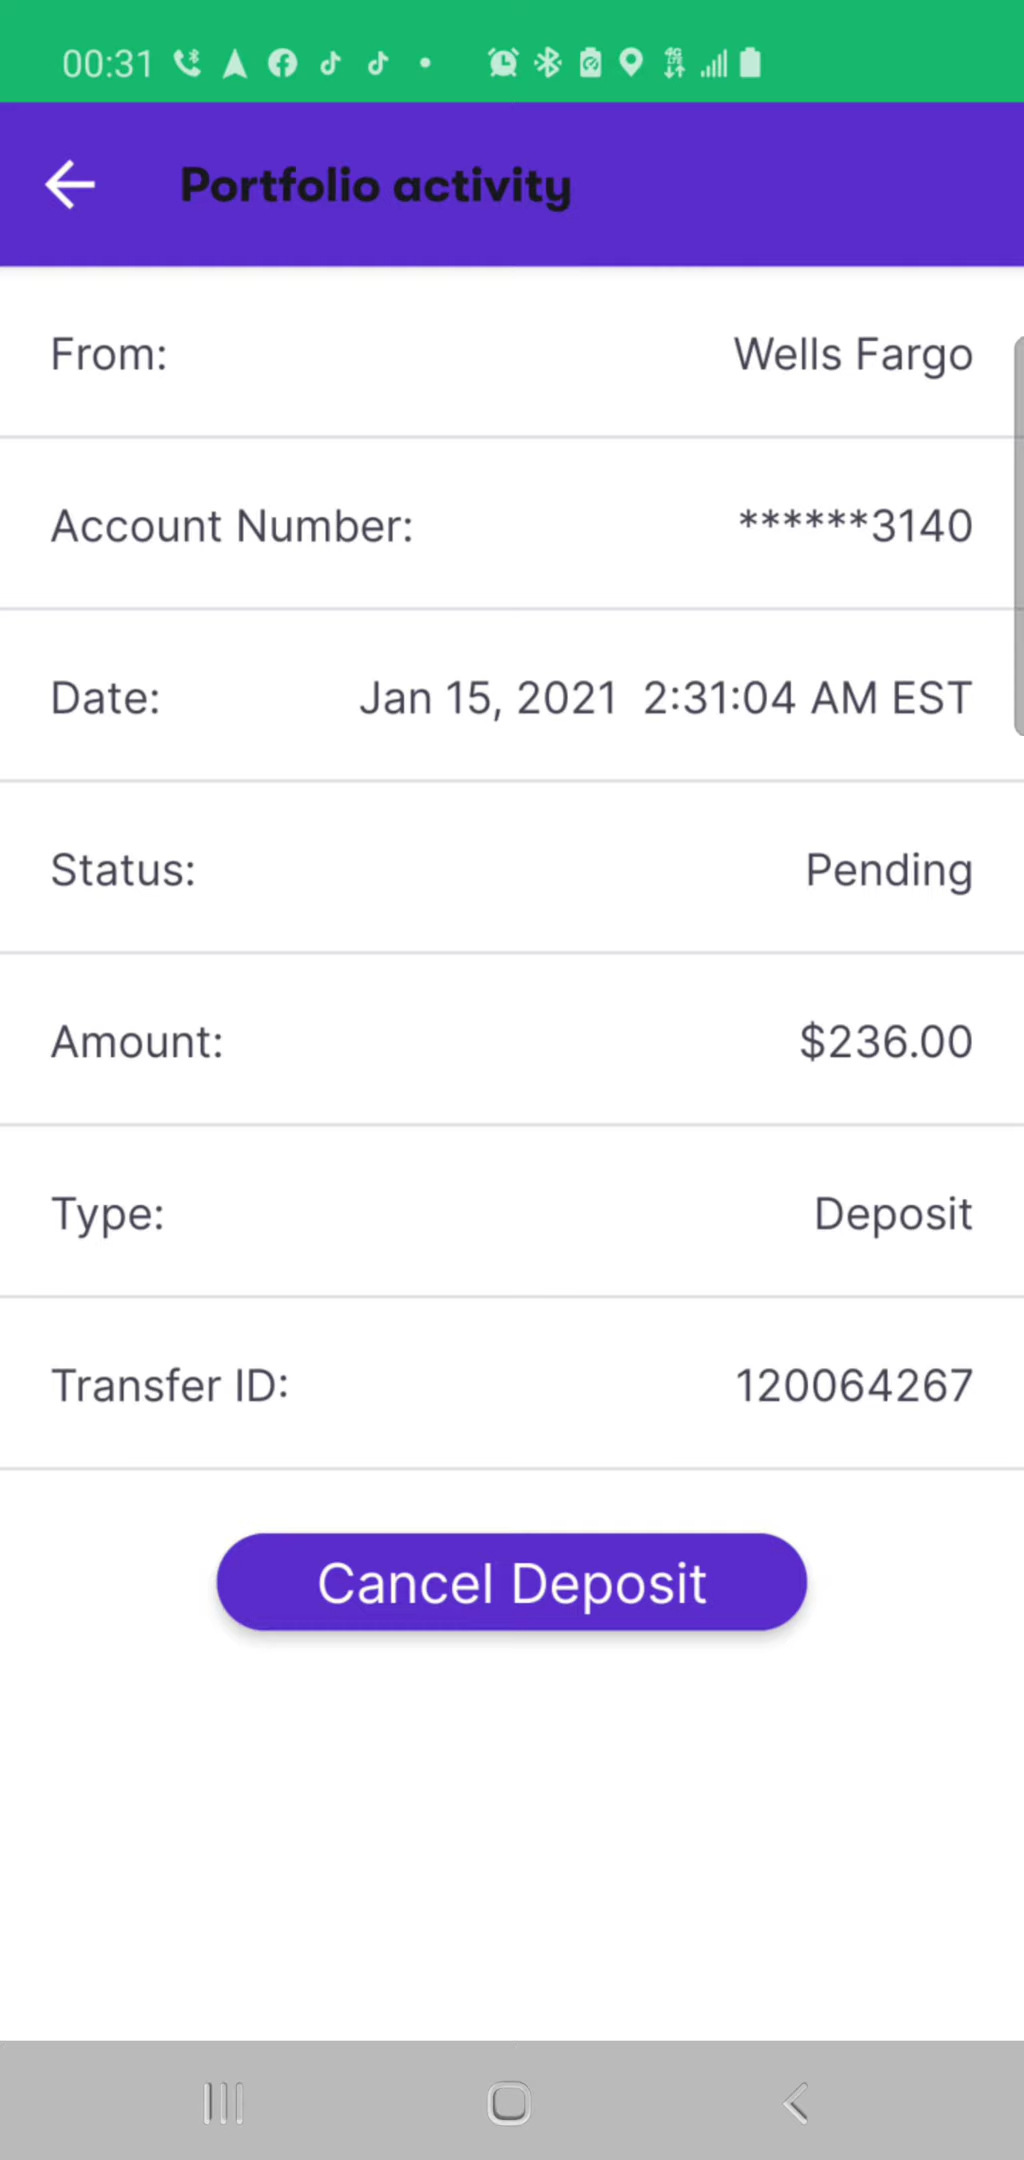 00:31
Portfolio activity
From: Wells Fargo
Account Number: ******3140
Date: Jan 15, 2021 2:31:04 AM EST
Status: Pending
Amount: $236.00
Type: Deposit
Transfer ID: 120064267
Cancel Deposit